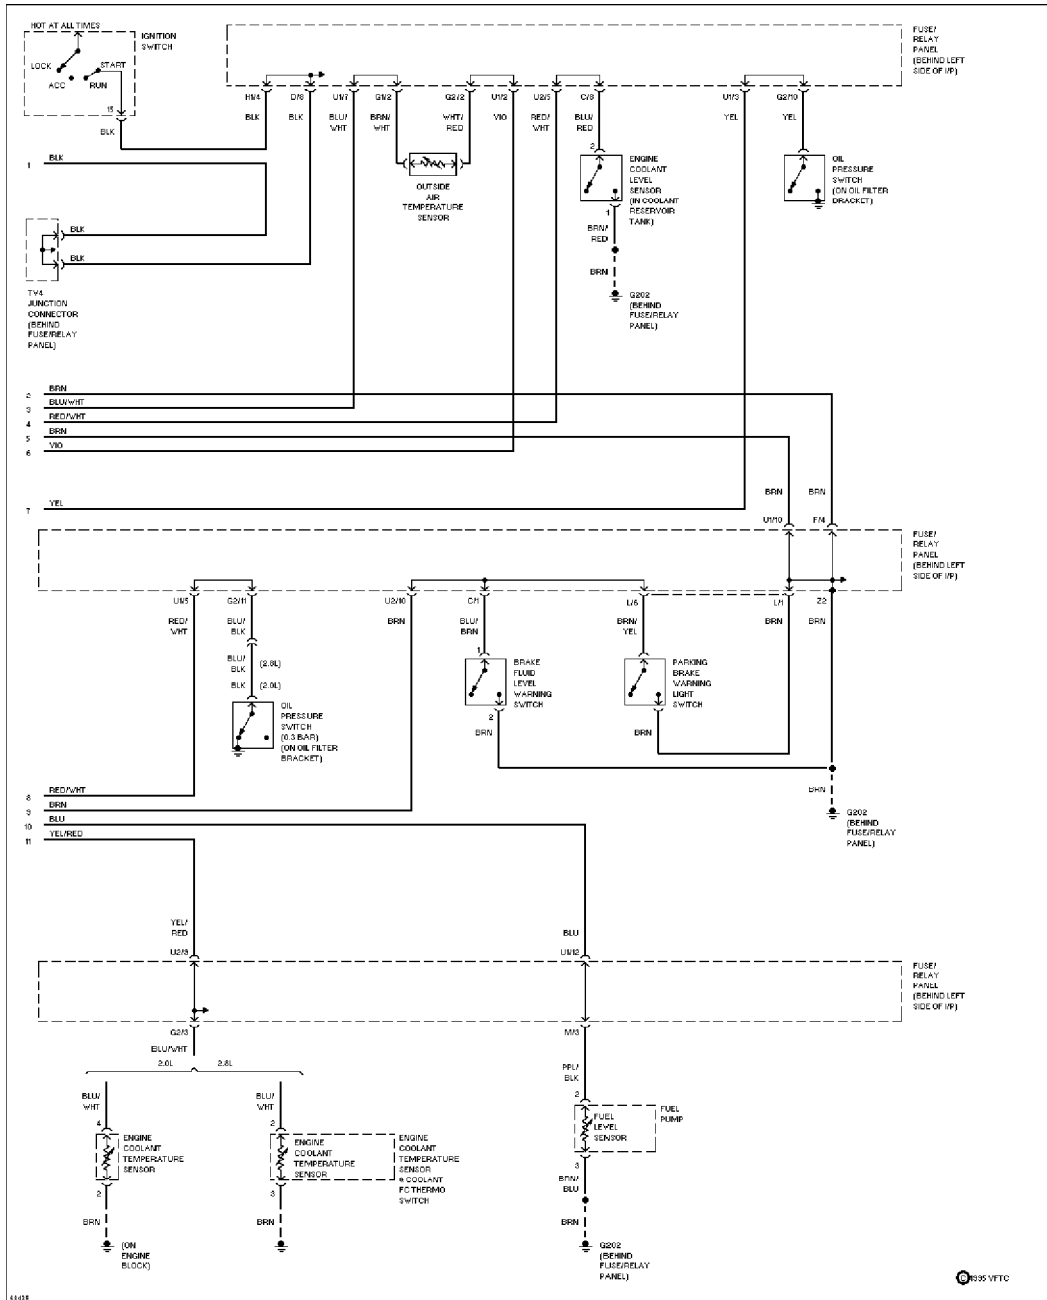 HOT AT ALL TIMES
IGNITION
SWITCH
LOCK
START
ACC
RUN
15
BLK
FUSE/
RELAY
PANEL
(BEHIND LEFT
SIDE OF I/P)
H1/4
D/8
U1/7
G1/2
G2/2
U1/2
U2/5
C/8
U1/3
G2/10
BLK
BLK
BLU/
WHT
BRN/
WHT
WHT/
RED
VIO
RED/
WHT
BLU/
RED
YEL
YEL
OUTSIDE
AIR
TEMPERATURE
SENSOR
2
ENGINE
COOLANT
LEVEL
SENSOR
(IN COOLANT
RESERVOIR
TANK)
1
BRN/
RED
BRN
G202
(BEHIND
FUSE/RELAY
PANEL)
OIL
PRESSURE
SWITCH
(ON OIL FILTER
BRACKET)
1 BLK
BLK
BLK
TV4
JUNCTION
CONNECTOR
(BEHIND
FUSE/RELAY
PANEL)
2 BRN
3 BLU/WHT
4 RED/WHT
5 BRN
6 VIO
7 YEL
BRN
BRN
U1/10
F/4
FUSE/
RELAY
PANEL
(BEHIND LEFT
SIDE OF I/P)
U1/5
G2/11
U2/10
C/1
L/6
L/1
Z2
RED/
WHT
BLU/
BLK
BRN
BLU/
BRN
BRN/
YEL
BRN
BRN
BLU/
BLK
(2.8L)
BLK
(2.0L)
OIL
PRESSURE
SWITCH
(0.3 BAR)
(ON OIL FILTER
BRACKET)
1
BRAKE
FLUID
LEVEL
WARNING
SWITCH
2
BRN
PARKING
BRAKE
WARNING
LIGHT
SWITCH
BRN
BRN
G202
(BEHIND
FUSE/RELAY
PANEL)
8 RED/WHT
9 BRN
10 BLU
11 YEL/RED
YEL/
RED
U2/3
BLU
U1/12
FUSE/
RELAY
PANEL
(BEHIND LEFT
SIDE OF I/P)
G2/3
M/3
BLU/WHT
2.0L
2.8L
BLU/
WHT
4
ENGINE
COOLANT
TEMPERATURE
SENSOR
2
BRN
(ON
ENGINE
BLOCK)
BLU/
WHT
2
ENGINE
COOLANT
TEMPERATURE
SENSOR
ENGINE
COOLANT
TEMPERATURE
SENSOR
& COOLANT
FC THERMO
SWITCH
3
BRN
PPL/
BLK
2
FUEL
PUMP
FUEL
LEVEL
SENSOR
3
BRN/
BLU
BRN
G202
(BEHIND
FUSE/RELAY
PANEL)
© 1995 VFTC